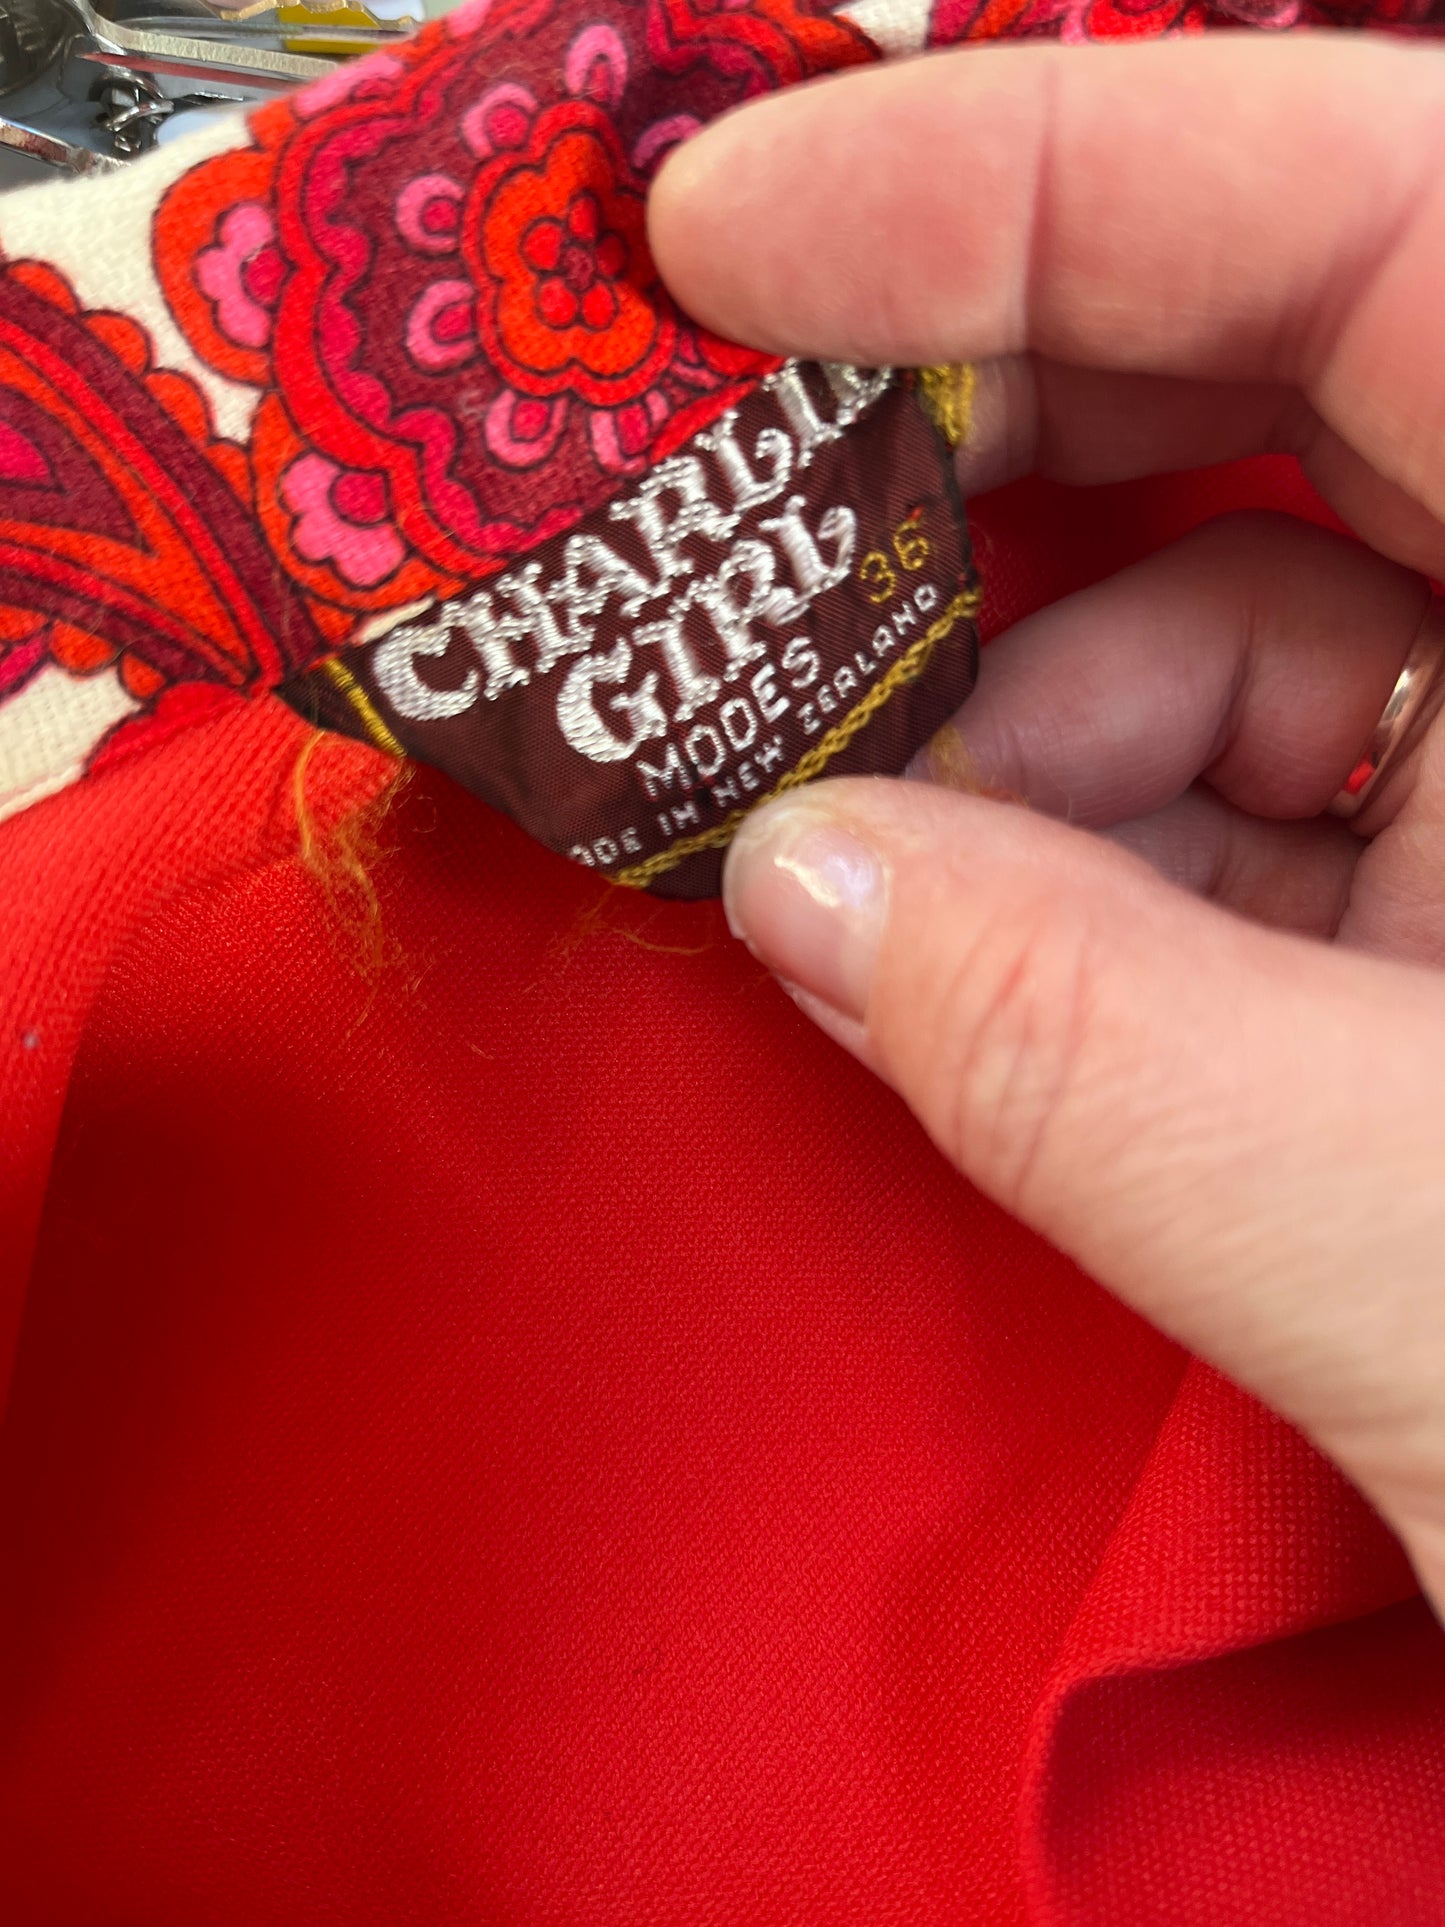 CHARLIE
GIRL 36
MODES
MADE IN NEW ZEALAND